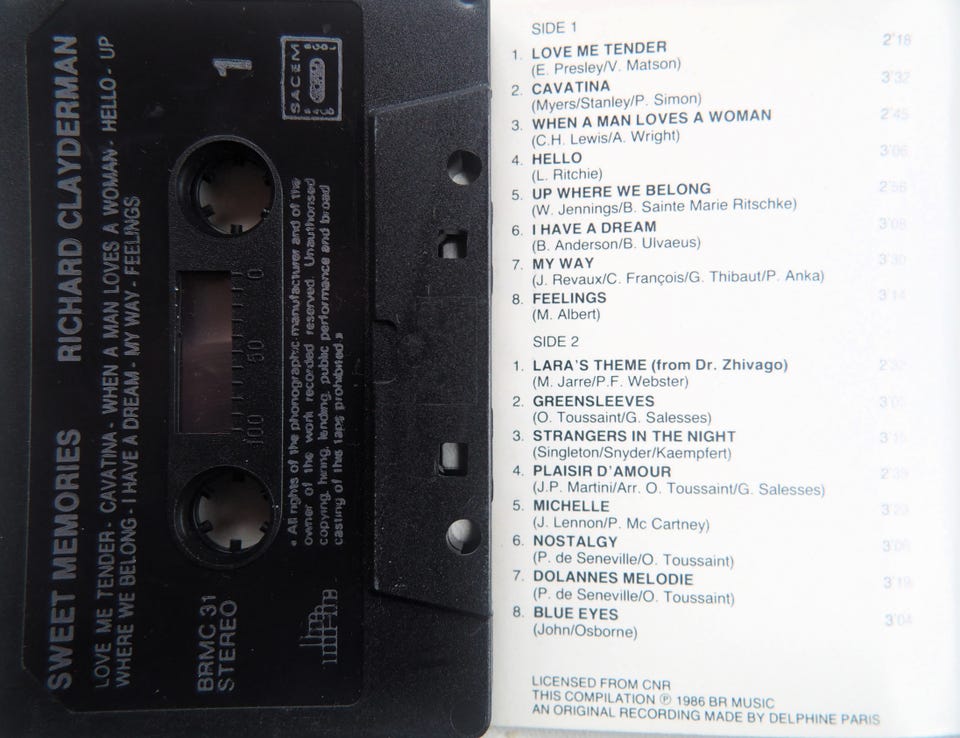 SWEET MEMORIES RICHARD CLAYDERMAN
LOVE ME TENDER - CAVATINA - WHEN A MAN LOVES A WOMAN - HELLO - UP
WHERE WE BELONG - I HAVE A DREAM - MY WAY - FEELINGS
1
SACEM
BRMC 31
STEREO
100 50 0
« All rights of the phonographic manufacturer and of the
owner of the work recorded reserved. Unauthorised
copying, hiring, lending, public performance and broad
casting of this taps prohibited »
SIDE 1
1. LOVE ME TENDER 2'18
(E. Presley/V. Matson)
2. CAVATINA 3'32
(Myers/Stanley/P. Simon)
3. WHEN A MAN LOVES A WOMAN 2'45
(C.H. Lewis/A. Wright)
4. HELLO 3'06
(L. Ritchie)
5. UP WHERE WE BELONG 2'56
(W. Jennings/B. Sainte Marie Ritschke)
6. I HAVE A DREAM 3'08
(B. Anderson/B. Ulvaeus)
7. MY WAY 3'30
(J. Revaux/C. François/G. Thibaut/P. Anka)
8. FEELINGS 3'14
(M. Albert)
SIDE 2
1. LARA'S THEME (from Dr. Zhivago)
(M. Jarre/P.F. Webster)
2. GREENSLEEVES
(O. Toussaint/G. Salesses)
3. STRANGERS IN THE NIGHT
(Singleton/Snyder/Kaempfert)
4. PLAISIR D'AMOUR
(J.P. Martini/Arr. O. Toussaint/G. Salesses)
5. MICHELLE
(J. Lennon/P. Mc Cartney)
6. NOSTALGY
(P. de Seneville/O. Toussaint)
7. DOLANNES MELODIE
(P. de Seneville/O. Toussaint)
8. BLUE EYES 3'04
(John/Osborne)
LICENSED FROM CNR
THIS COMPILATION ℗ 1986 BR MUSIC
AN ORIGINAL RECORDING MADE BY DELPHINE PARIS